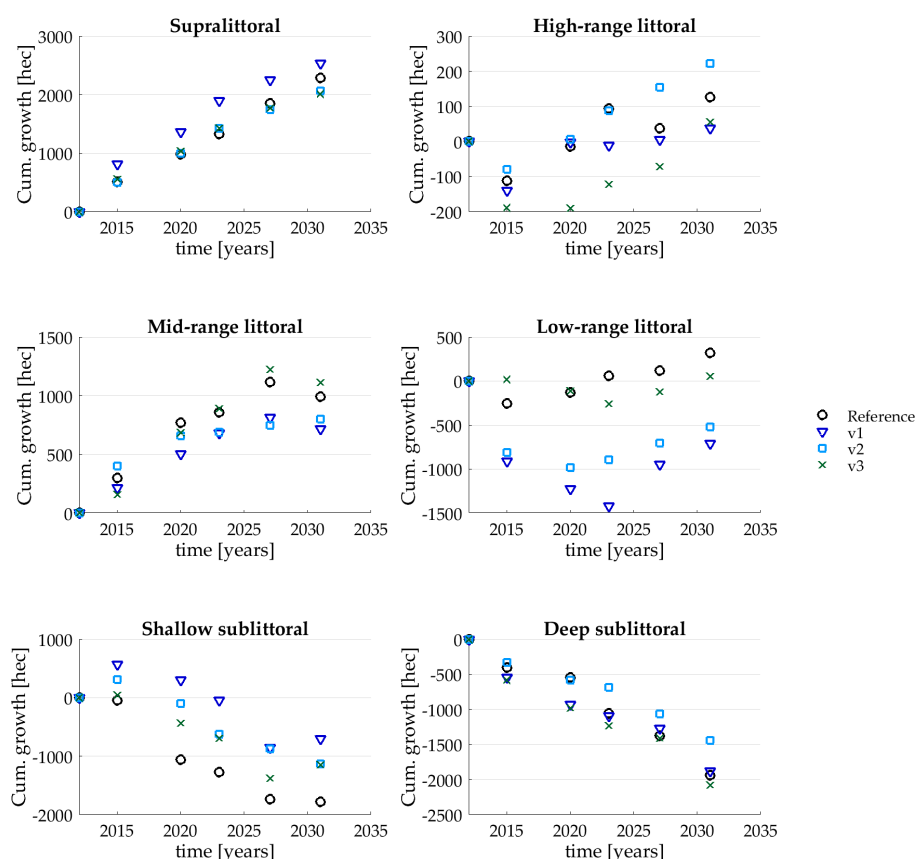 Supralittoral
Cum. growth [hec]
3000
2000
1000
0
2015 2020 2025 2030 2035
time [years]
High-range littoral
Cum. growth [hec]
300
200
100
0
-100
-200
2015 2020 2025 2030 2035
time [years]
Mid-range littoral
Cum. growth [hec]
1500
1000
500
0
2015 2020 2025 2030 2035
time [years]
Low-range littoral
Cum. growth [hec]
500
0
-500
-1000
-1500
2015 2020 2025 2030 2035
time [years]
Reference
v1
v2
v3
Shallow sublittoral
Cum. growth [hec]
1000
0
-1000
-2000
2015 2020 2025 2030 2035
time [years]
Deep sublittoral
Cum. growth [hec]
0
-500
-1000
-1500
-2000
-2500
2015 2020 2025 2030 2035
time [years]